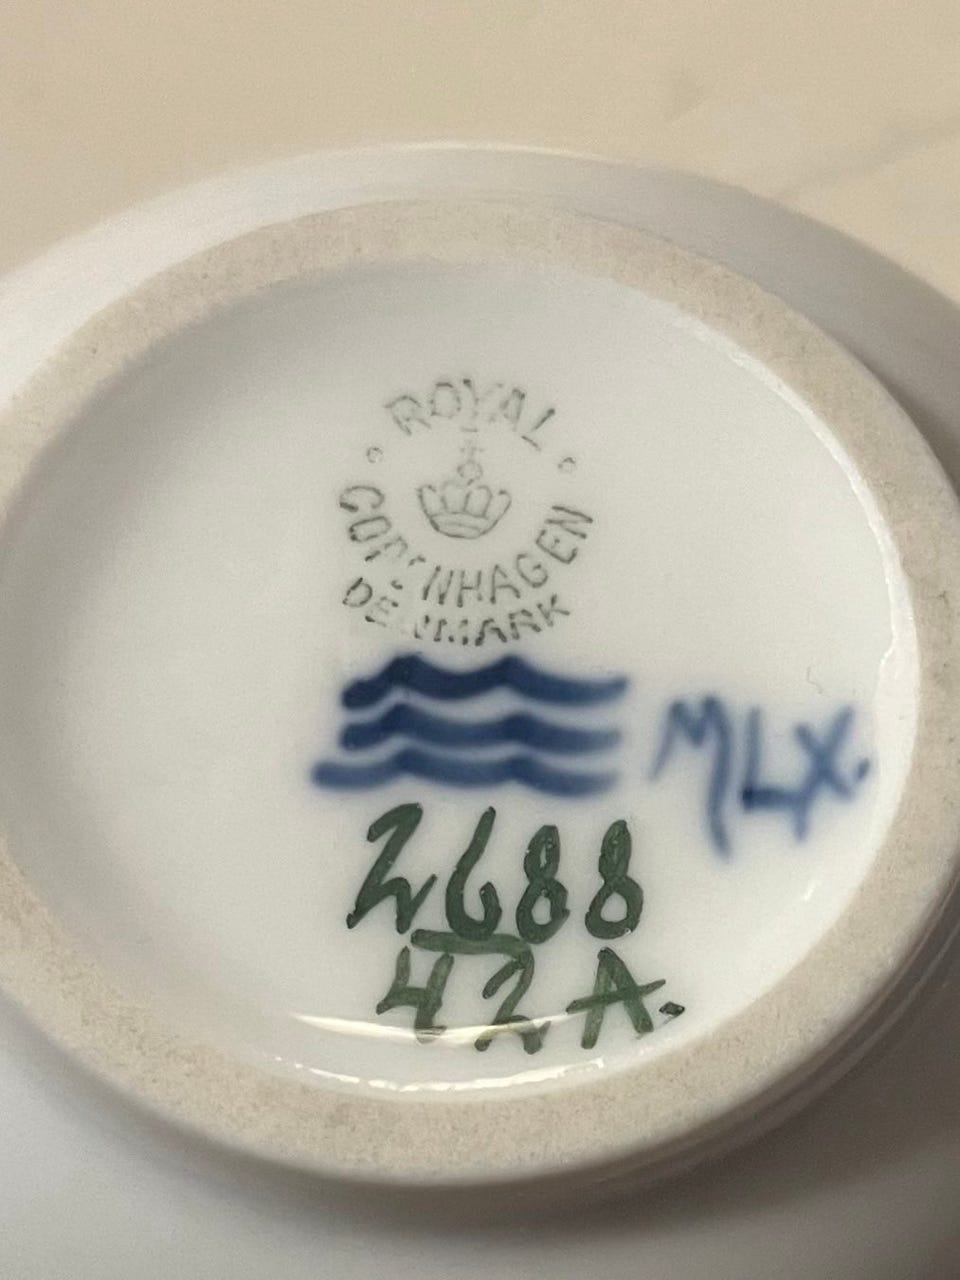 ROYAL
COPENHAGEN
DENMARK
MLX.
2688
42A.